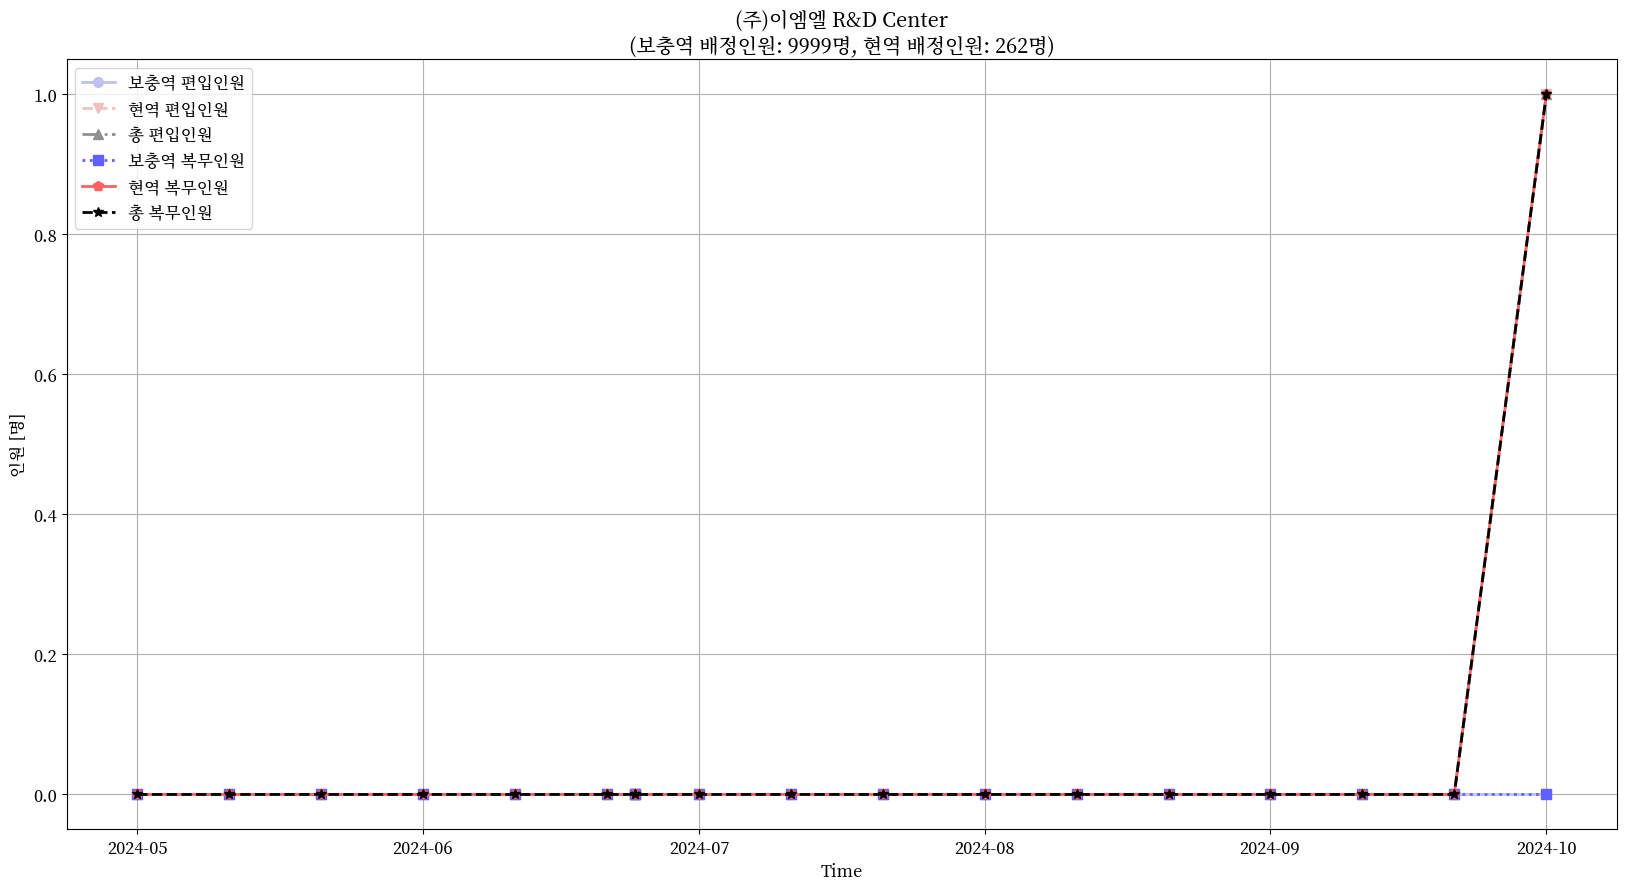 (주)이엠엘 R&D Center
(보충역 배정인원: 9999명, 현역 배정인원: 262명)
보충역 편입인원
현역 편입인원
총 편입인원
보충역 복무인원
현역 복무인원
총 복무인원
1.0
0.8
0.6
0.4
0.2
0.0
인원 [명]
2024-05 2024-06 2024-07 2024-08 2024-09 2024-10
Time